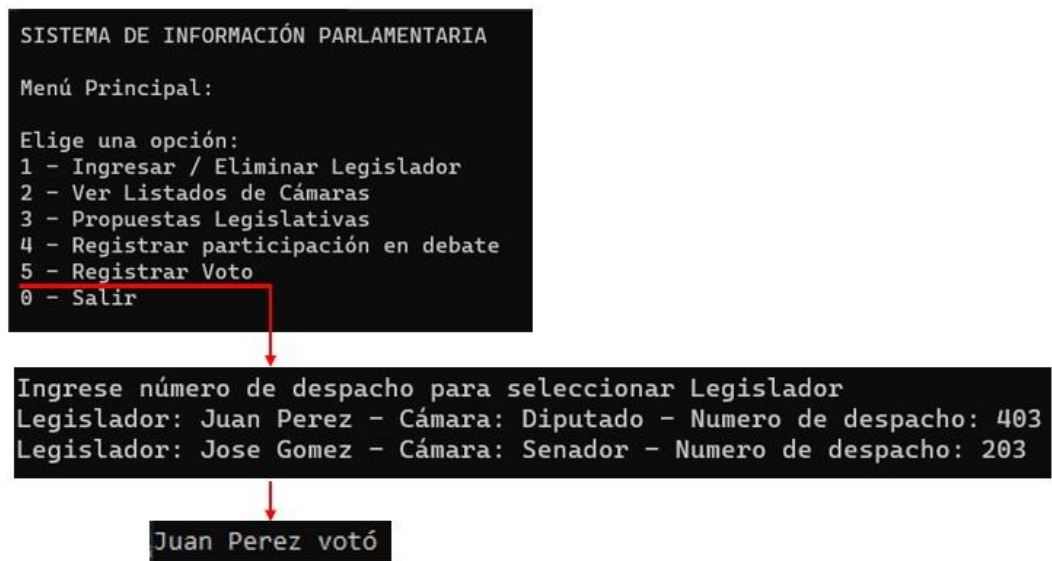 SISTEMA DE INFORMACIÓN PARLAMENTARIA
Menú Principal:
Elige una opción:
1 - Ingresar / Eliminar Legislador
2 - Ver Listados de Cámaras
3 - Propuestas Legislativas
4 - Registrar participación en debate
5 - Registrar Voto
0 - Salir
Ingrese número de despacho para seleccionar Legislador
Legislador: Juan Perez - Cámara: Diputado - Numero de despacho: 403
Legislador: Jose Gomez - Cámara: Senador - Numero de despacho: 203
Juan Perez votó